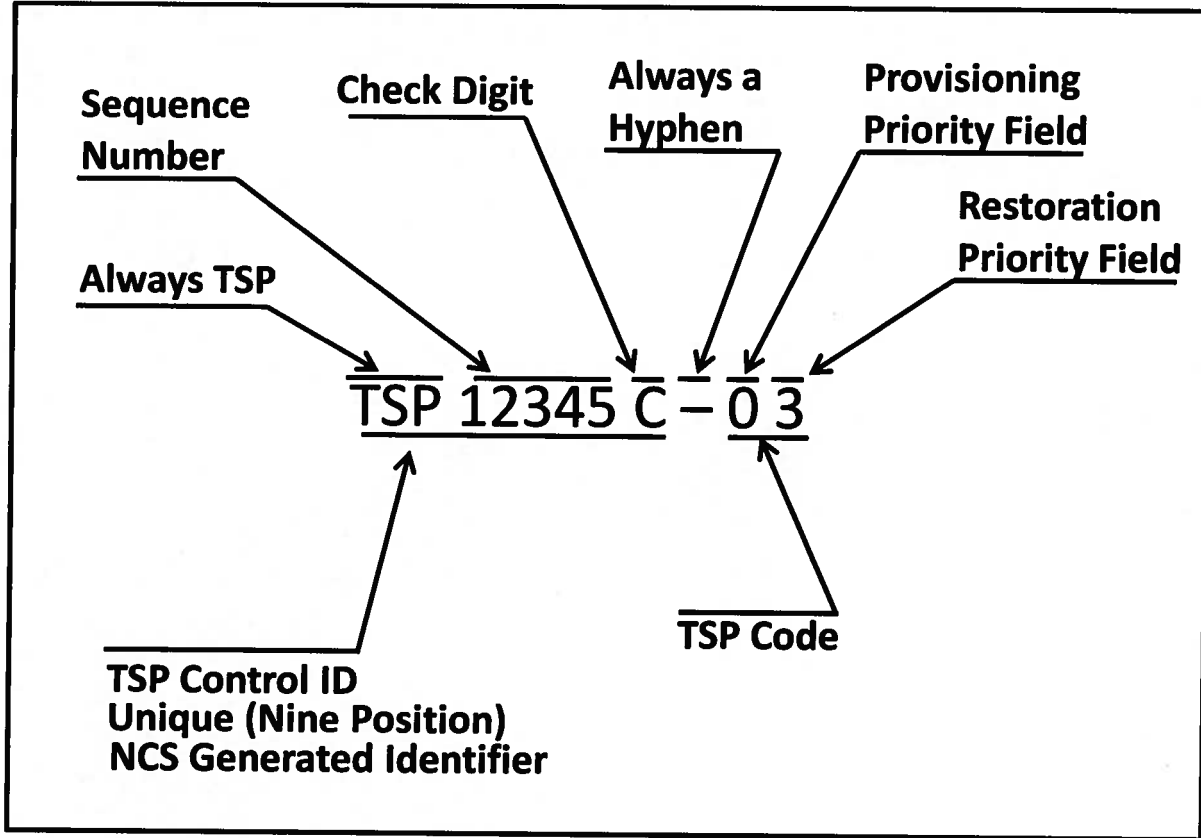 Sequence
Number
Check Digit
Always a
Hyphen
Provisioning
Priority Field
Restoration
Priority Field
Always TSP
TSP 12345 C – 0 3
TSP Code
TSP Control ID
Unique (Nine Position)
NCS Generated Identifier